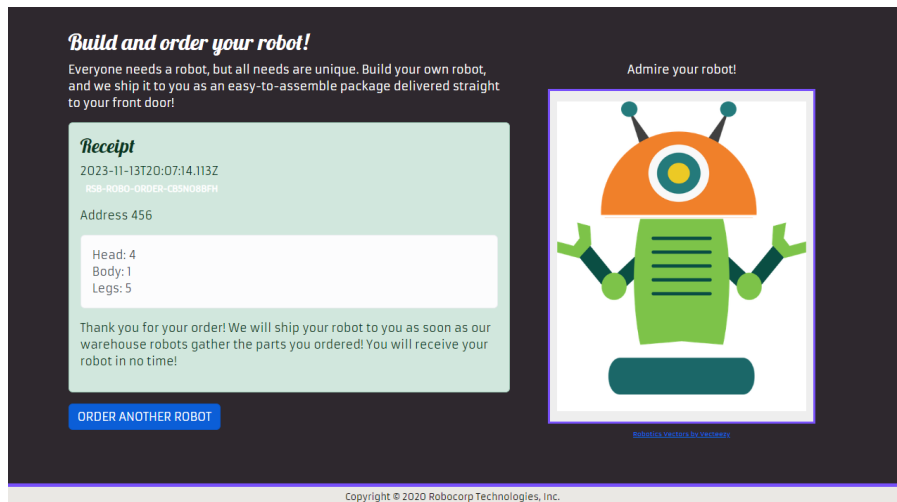 Build and order your robot!
Everyone needs a robot, but all needs are unique. Build your own robot,
and we ship it to you as an easy-to-assemble package delivered straight
to your front door!
Receipt
2023-11-13T20:07:14.113Z
Address 456
Head: 4
Body: 1
Legs: 5
Thank you for your order! We will ship your robot to you as soon as our
warehouse robots gather the parts you ordered! You will receive your
robot in no time!
ORDER ANOTHER ROBOT
Admire your robot!
Robotics Vectors by Vecteezy
Copyright © 2020 Robocorp Technologies, Inc.